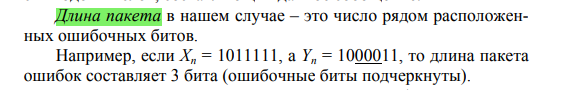 Длина пакета в нашем случае – это число рядом расположен-
ных ошибочных битов.
Например, если Xn = 1011111, а Yn = 1000011, то длина пакета
ошибок составляет 3 бита (ошибочные биты подчеркнуты).